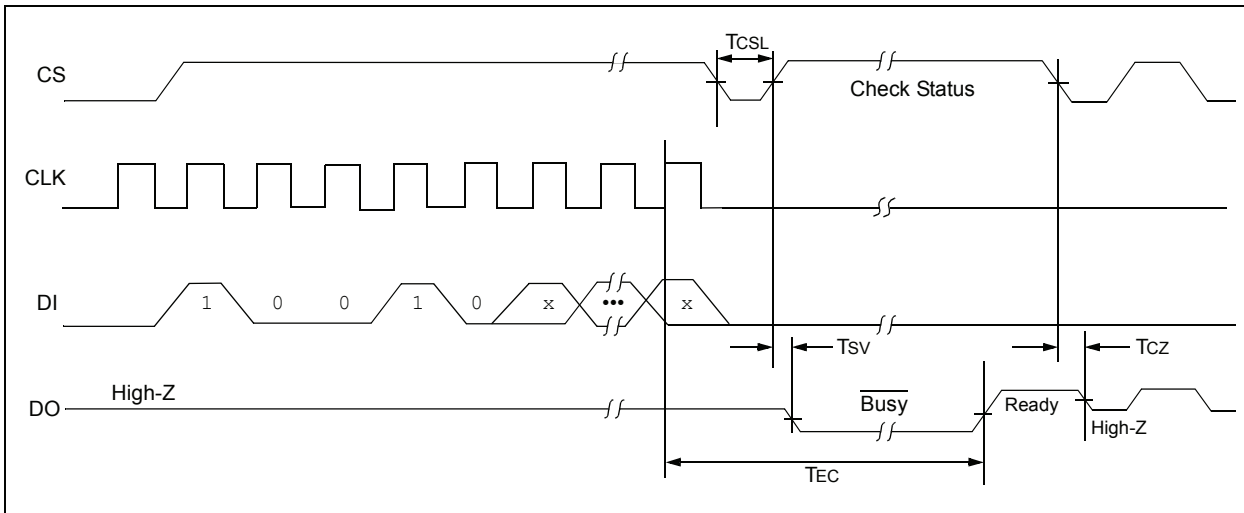 TCSL
CS
Check Status
CLK
DI
1 0 0 1 0 x ••• x
TSV
TCZ
High-Z
DO
Busy
Ready
High-Z
TEC